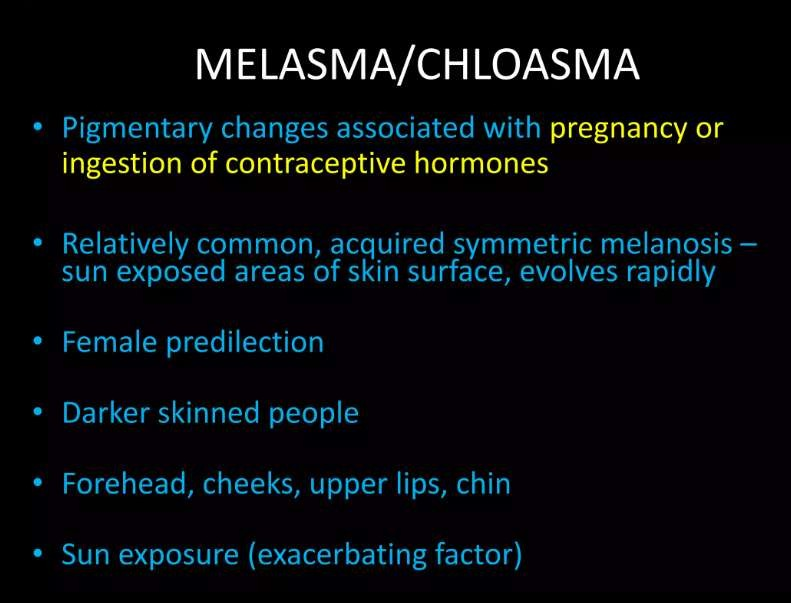 MELASMA/CHLOASMA
• Pigmentary changes associated with pregnancy or
ingestion of contraceptive hormones
• Relatively common, acquired symmetric melanosis –
sun exposed areas of skin surface, evolves rapidly
• Female predilection
• Darker skinned people
• Forehead, cheeks, upper lips, chin
• Sun exposure (exacerbating factor)